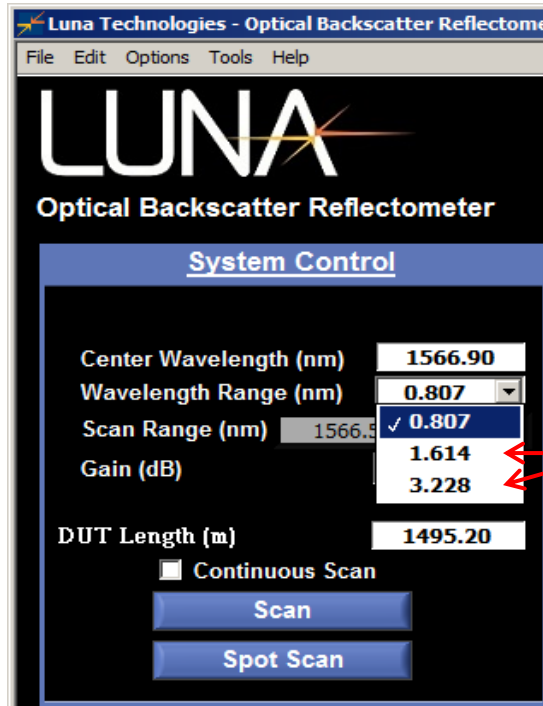 Luna Technologies - Optical Backscatter Reflectome
File Edit Options Tools Help
LUNA
Optical Backscatter Reflectometer
System Control
Center Wavelength (nm) 1566.90
Wavelength Range (nm) 0.807
Scan Range (nm) 1566.5
✓ 0.807
1.614
Gain (dB)
3.228
DUT Length (m) 1495.20
Continuous Scan
Scan
Spot Scan